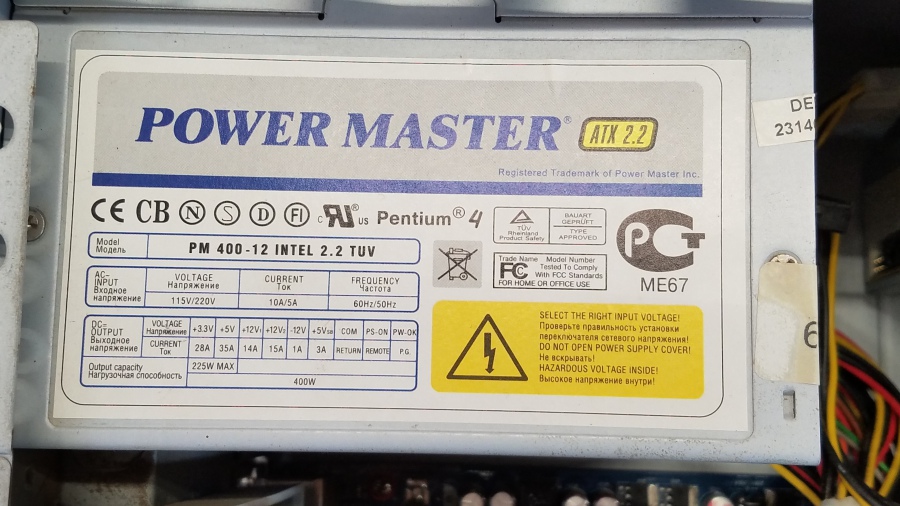 POWER MASTER® ATX 2.2
Registered Trademark of Power Master Inc.
DE
2314
CE CB N S D FI c RU® US Pentium® 4
TÜV
Rheinland
Product Safety
BAUART
GEPRÜFT
TYPE
APPROVED
РСТ
ME67
Model
Модель
PM 400-12 INTEL 2.2 TUV
Trade Name Model Number
FC Tested To Comply
With FCC Standards
FOR HOME OR OFFICE USE
AC~
INPUT
Входное
напряжение
VOLTAGE
Напряжение
CURRENT
Ток
FREQUENCY
Частота
115V/220V 10A/5A 60Hz/50Hz
DC=
OUTPUT
Выходное
напряжение
VOLTAGE
Напряжение
+3.3V +5V +12V1 +12V2 -12V +5VSB COM PS-ON PW-OK
CURRENT
Ток
28A 35A 14A 15A 1A 3A RETURN REMOTE P.G.
Output capacity
Нагрузочная способность
225W MAX
400W
SELECT THE RIGHT INPUT VOLTAGE!
Проверьте правильность установки
переключателя сетевого напряжения!
DO NOT OPEN POWER SUPPLY COVER!
Не вскрывать!
HAZARDOUS VOLTAGE INSIDE!
Высокое напряжение внутри!
6